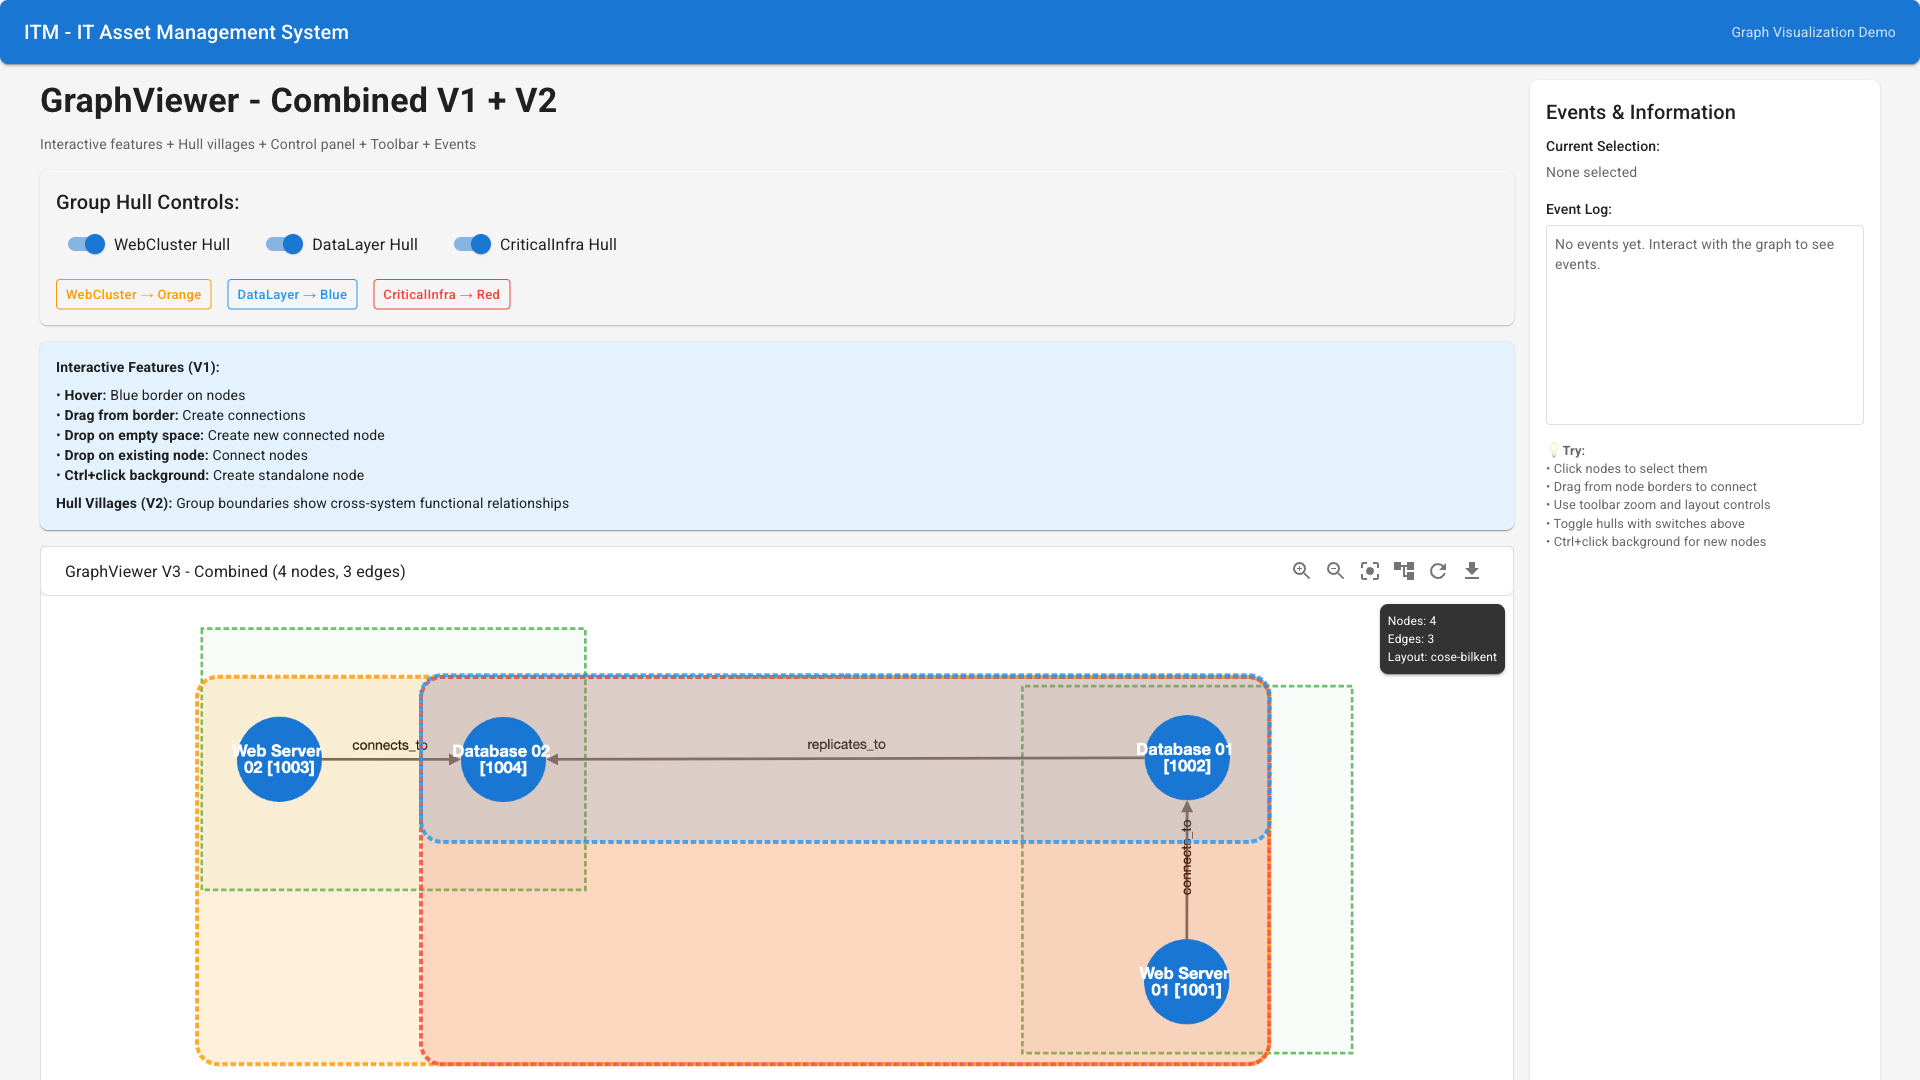 ITM - IT Asset Management System
Graph Visualization Demo
GraphViewer - Combined V1 + V2
Interactive features + Hull villages + Control panel + Toolbar + Events
Group Hull Controls:
WebCluster Hull
DataLayer Hull
CriticalInfra Hull
WebCluster → Orange
DataLayer → Blue
CriticalInfra → Red
Interactive Features (V1):
• Hover: Blue border on nodes
• Drag from border: Create connections
• Drop on empty space: Create new connected node
• Drop on existing node: Connect nodes
• Ctrl+click background: Create standalone node
Hull Villages (V2): Group boundaries show cross-system functional relationships
GraphViewer V3 - Combined (4 nodes, 3 edges)
Nodes: 4
Edges: 3
Layout: cose-bilkent
Web Server
02 [1003]
connects_to
Database 02
[1004]
replicates_to
Database 01
[1002]
connects_to
Web Server
01 [1001]
Events & Information
Current Selection:
None selected
Event Log:
No events yet. Interact with the graph to see
events.
💡 Try:
• Click nodes to select them
• Drag from node borders to connect
• Use toolbar zoom and layout controls
• Toggle hulls with switches above
• Ctrl+click background for new nodes